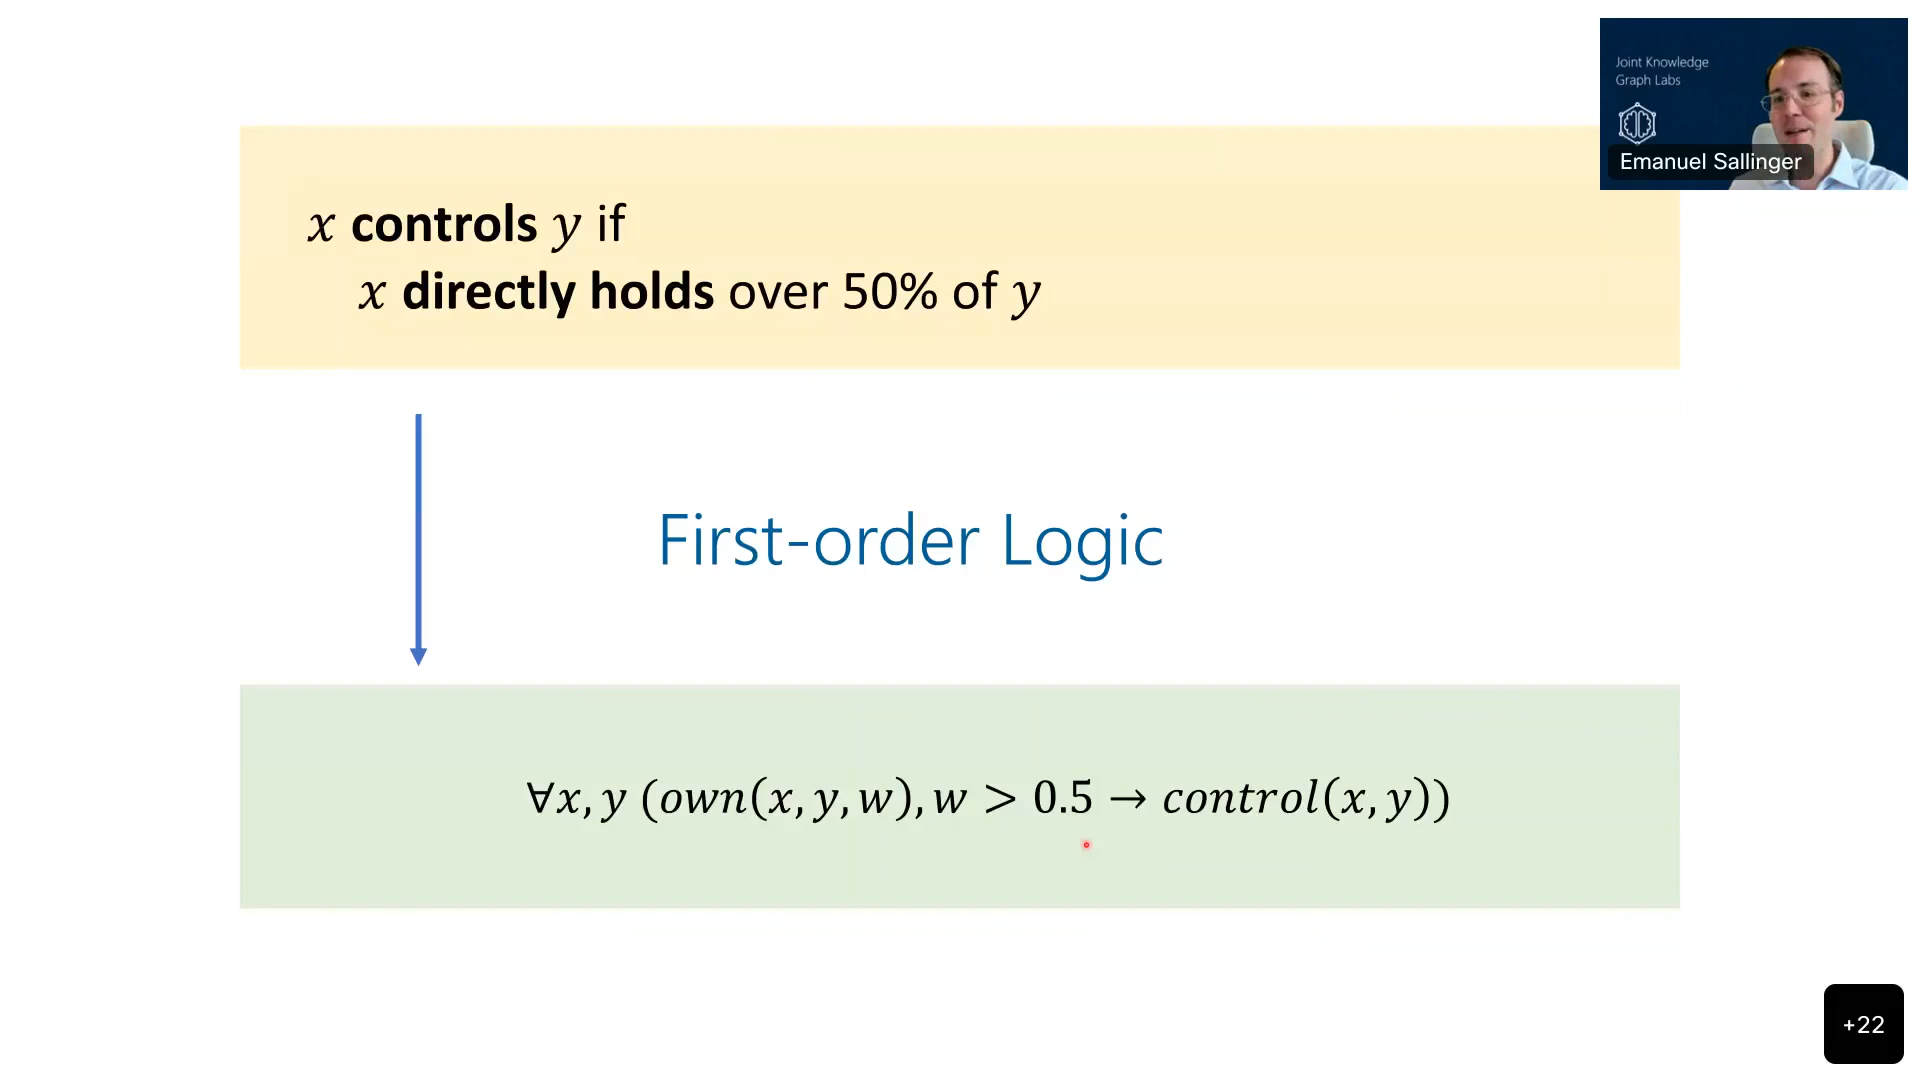 Joint Knowledge
Graph Labs
Emanuel Sallinger
x controls y if
x directly holds over 50% of y
First-order Logic
∀x, y (own(x, y, w), w > 0.5 → control(x, y))
+22